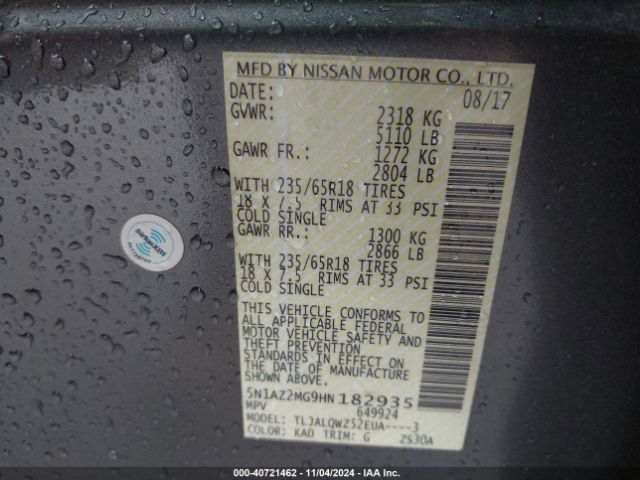 MFD BY NISSAN MOTOR CO., LTD.
DATE: 08/17
GVWR: 2318 KG
5110 LB
GAWR FR.: 1272 KG
2804 LB
WITH 235/65R18 TIRES
18 X 7.5 RIMS AT 33 PSI
COLD SINGLE
GAWR RR.: 1300 KG
2866 LB
WITH 235/65R18 TIRES
18 X 7.5 RIMS AT 33 PSI
COLD SINGLE
THIS VEHICLE CONFORMS TO
ALL APPLICABLE FEDERAL
MOTOR VEHICLE SAFETY AND
THEFT PREVENTION
STANDARDS IN EFFECT ON
THE DATE OF MANUFACTURE
SHOWN ABOVE.
5N1AZ2MG9HN 182935
MPV 649924
MODEL: TLJALQWZ52EUA----3
COLOR: KAD TRIM: G 2S30A
SiriusXM
000-40721462 - 11/04/2024 - IAA Inc.